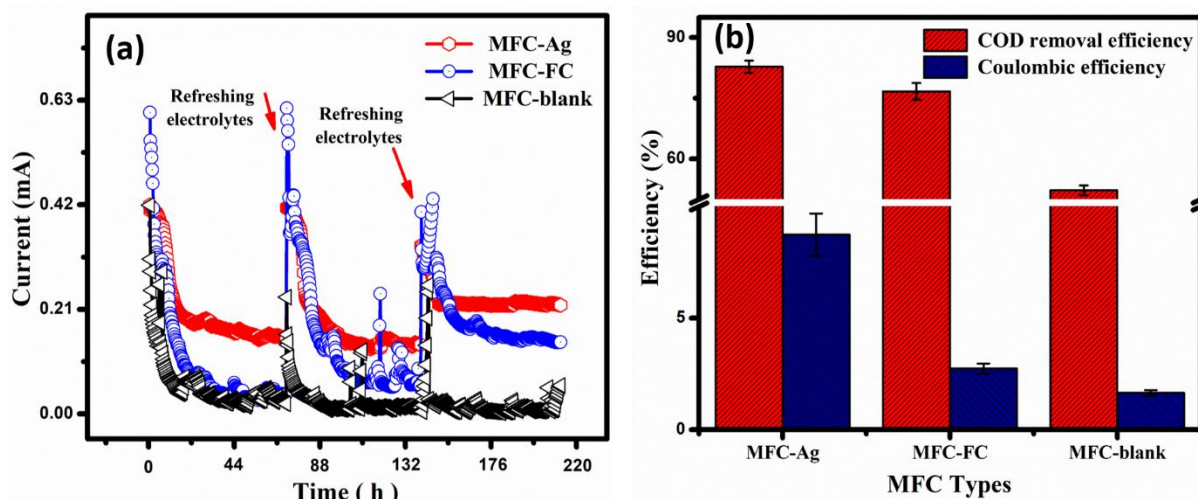 (a)
MFC-Ag
MFC-FC
MFC-blank
Refreshing
electrolytes
Refreshing
electrolytes
Current (mA)
0.63
0.42
0.21
0.00
0 44 88 132 176 220
Time ( h )
(b)
COD removal efficiency
Coulombic efficiency
Efficiency (%)
90
60
5
0
MFC-Ag MFC-FC MFC-blank
MFC Types